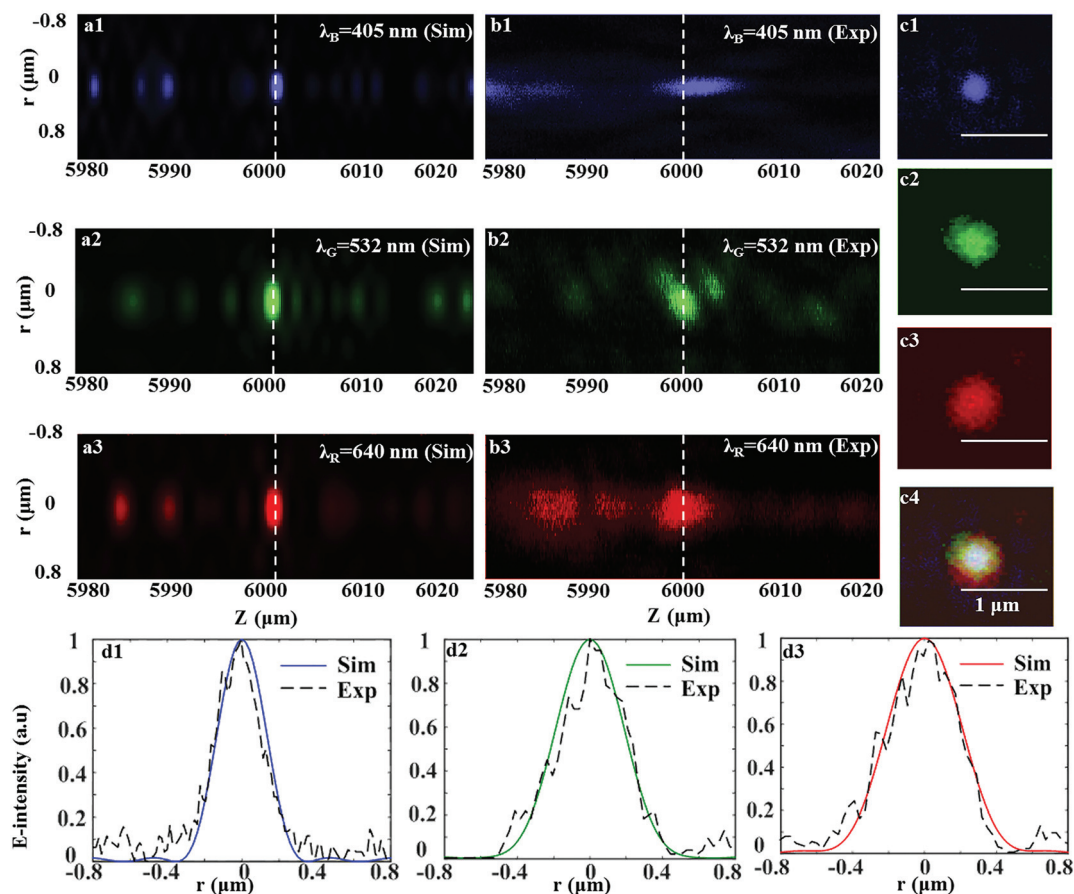 -0.8
a1
λB=405 nm (Sim)
b1
λB=405 nm (Exp)
c1
r (μm)
0
0.8
5980
5990
6000
6010
6020
5980
5990
6000
6010
6020
-0.8
a2
λG=532 nm (Sim)
b2
λG=532 nm (Exp)
c2
r (μm)
0
0.8
5980
5990
6000
6010
6020
5980
5990
6000
6010
6020
c3
-0.8
a3
λR=640 nm (Sim)
b3
λR=640 nm (Exp)
r (μm)
0
0.8
c4
1 μm
5980
5990
6000
6010
6020
5980
5990
6000
6010
6020
Z (μm)
Z (μm)
E-intensity (a.u)
1
0.8
0.6
0.4
0.2
0
d1
Sim
Exp
-0.8
-0.4
0
0.4
0.8
r (μm)
1
0.8
0.6
0.4
0.2
0
d2
Sim
Exp
-0.8
-0.4
0
0.4
0.8
r (μm)
1
0.8
0.6
0.4
0.2
0
d3
Sim
Exp
-0.8
-0.4
0
0.4
0.8
r (μm)